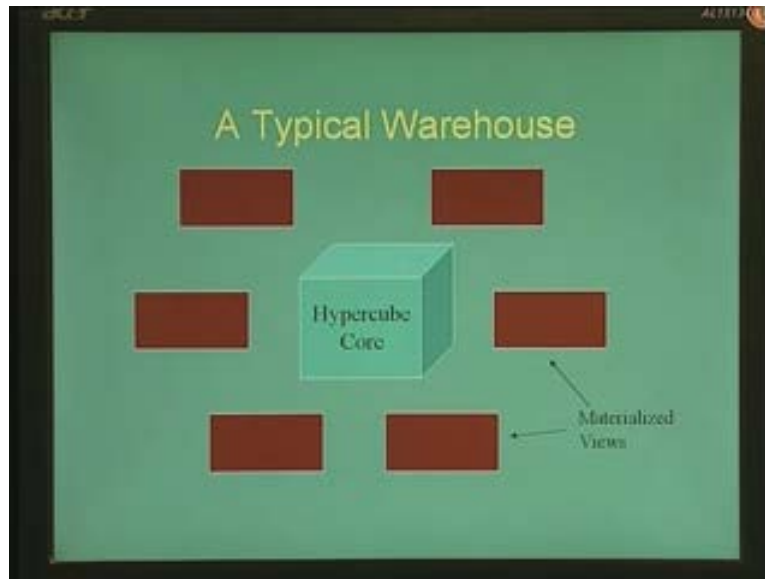 A Typical Warehouse
Hypercube
Core
Materialized
Views